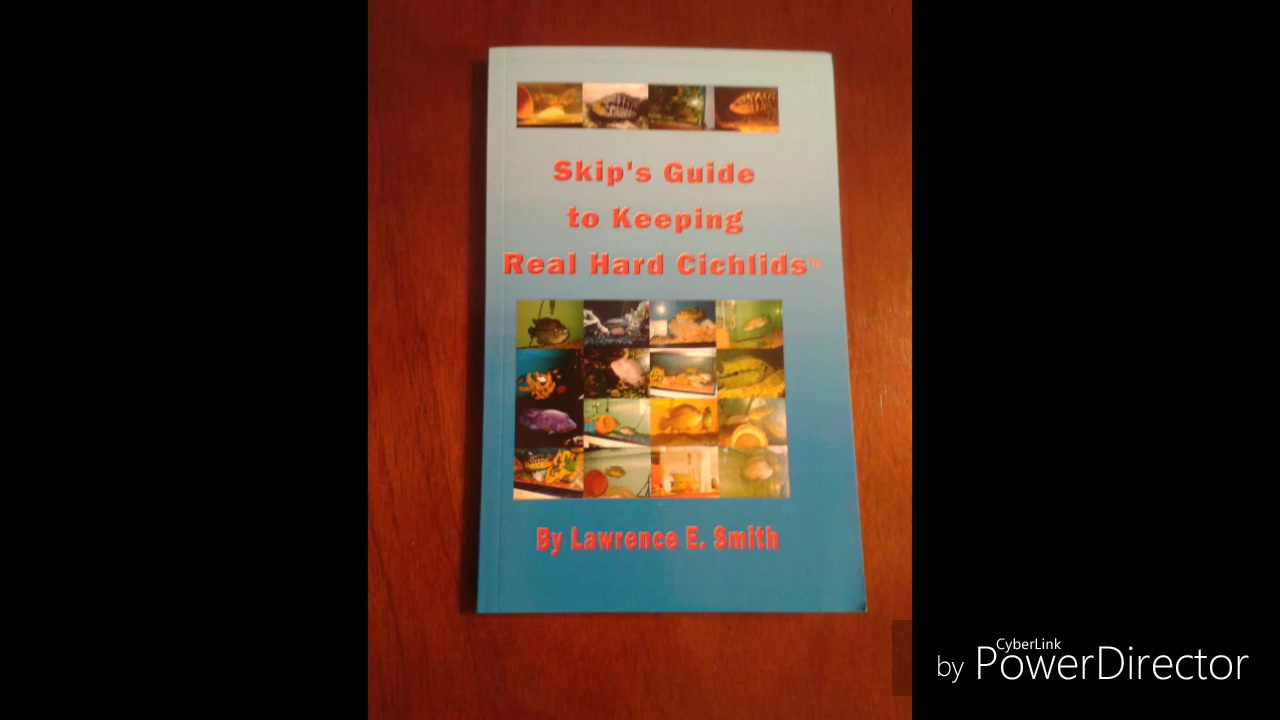 Skip's Guide
to Keeping
Real Hard Cichlids™
By Lawrence E. Smith
CyberLink
by PowerDirector